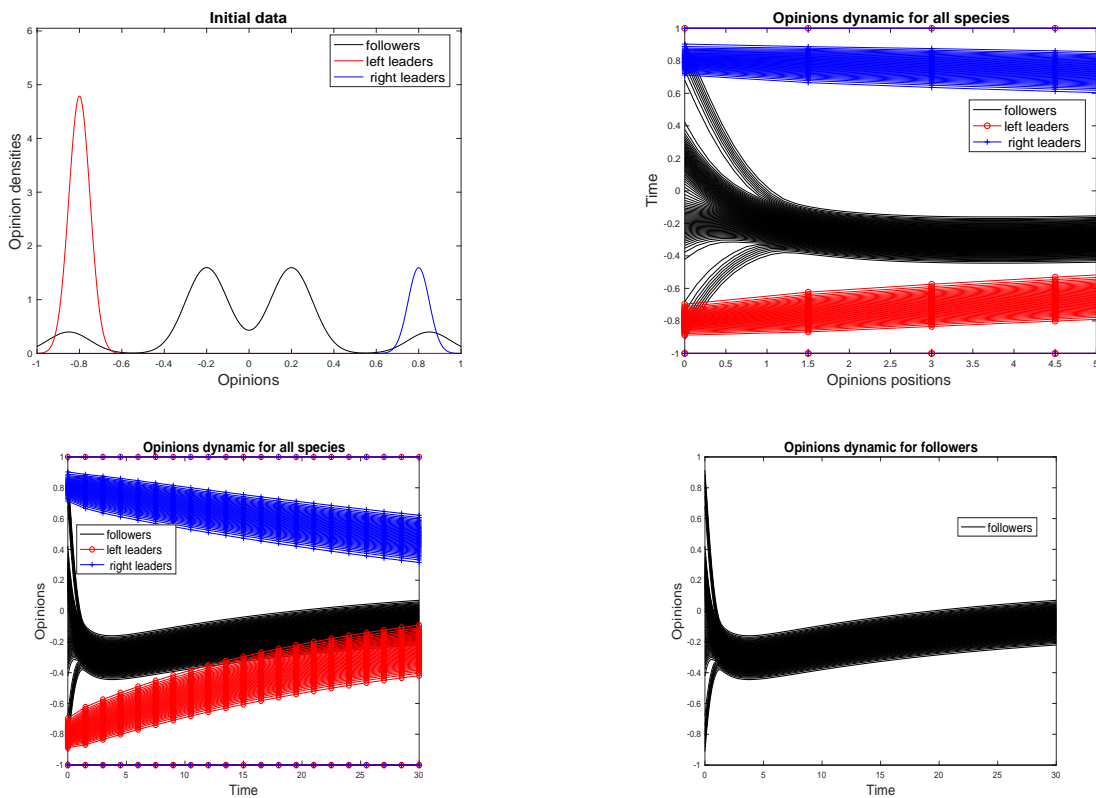 Initial data
6
5
4
3
2
1
0
-1 -0.8 -0.6 -0.4 -0.2 0 0.2 0.4 0.6 0.8 1
Opinion densities
Opinions
followers
left leaders
right leaders
Opinions dynamic for all species
1
0.8
0.6
0.4
0.2
0
-0.2
-0.4
-0.6
-0.8
-1
0 0.5 1 1.5 2 2.5 3 3.5 4 4.5 5
Time
Opinions positions
followers
left leaders
right leaders
Opinions dynamic for all species
1
0.8
0.6
0.4
0.2
0
-0.2
-0.4
-0.6
-0.8
-1
0 5 10 15 20 25 30
Opinions
Time
followers
left leaders
right leaders
Opinions dynamic for followers
1
0.8
0.6
0.4
0.2
0
-0.2
-0.4
-0.6
-0.8
-1
0 5 10 15 20 25 30
Opinions
Time
followers